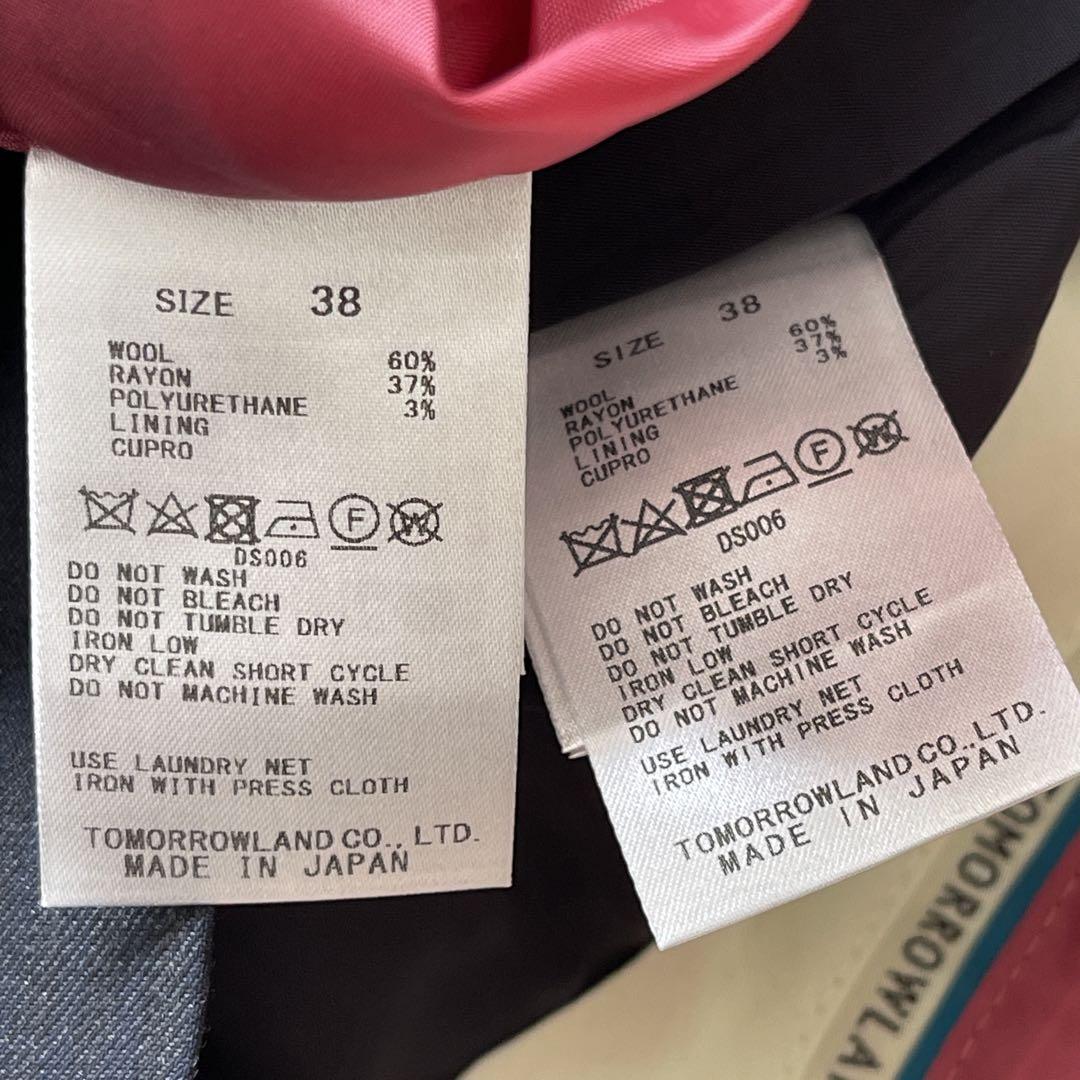 SIZE 38
WOOL 60%
RAYON 37%
POLYURETHANE 3%
LINING
CUPRO
F W
DS006
DO NOT WASH
DO NOT BLEACH
DO NOT TUMBLE DRY
IRON LOW
DRY CLEAN SHORT CYCLE
DO NOT MACHINE WASH
USE LAUNDRY NET
IRON WITH PRESS CLOTH
TOMORROWLAND CO., LTD.
MADE IN JAPAN
SIZE 38
WOOL 60%
RAYON 37%
POLYURETHANE 3%
LINING
CUPRO
F W
DS006
DO NOT WASH
DO NOT BLEACH
DO NOT TUMBLE DRY
IRON LOW
DRY CLEAN SHORT CYCLE
DO NOT MACHINE WASH
USE LAUNDRY NET
IRON WITH PRESS CLOTH
TOMORROWLAND CO., LTD.
MADE IN JAPAN
TOMORROWLA